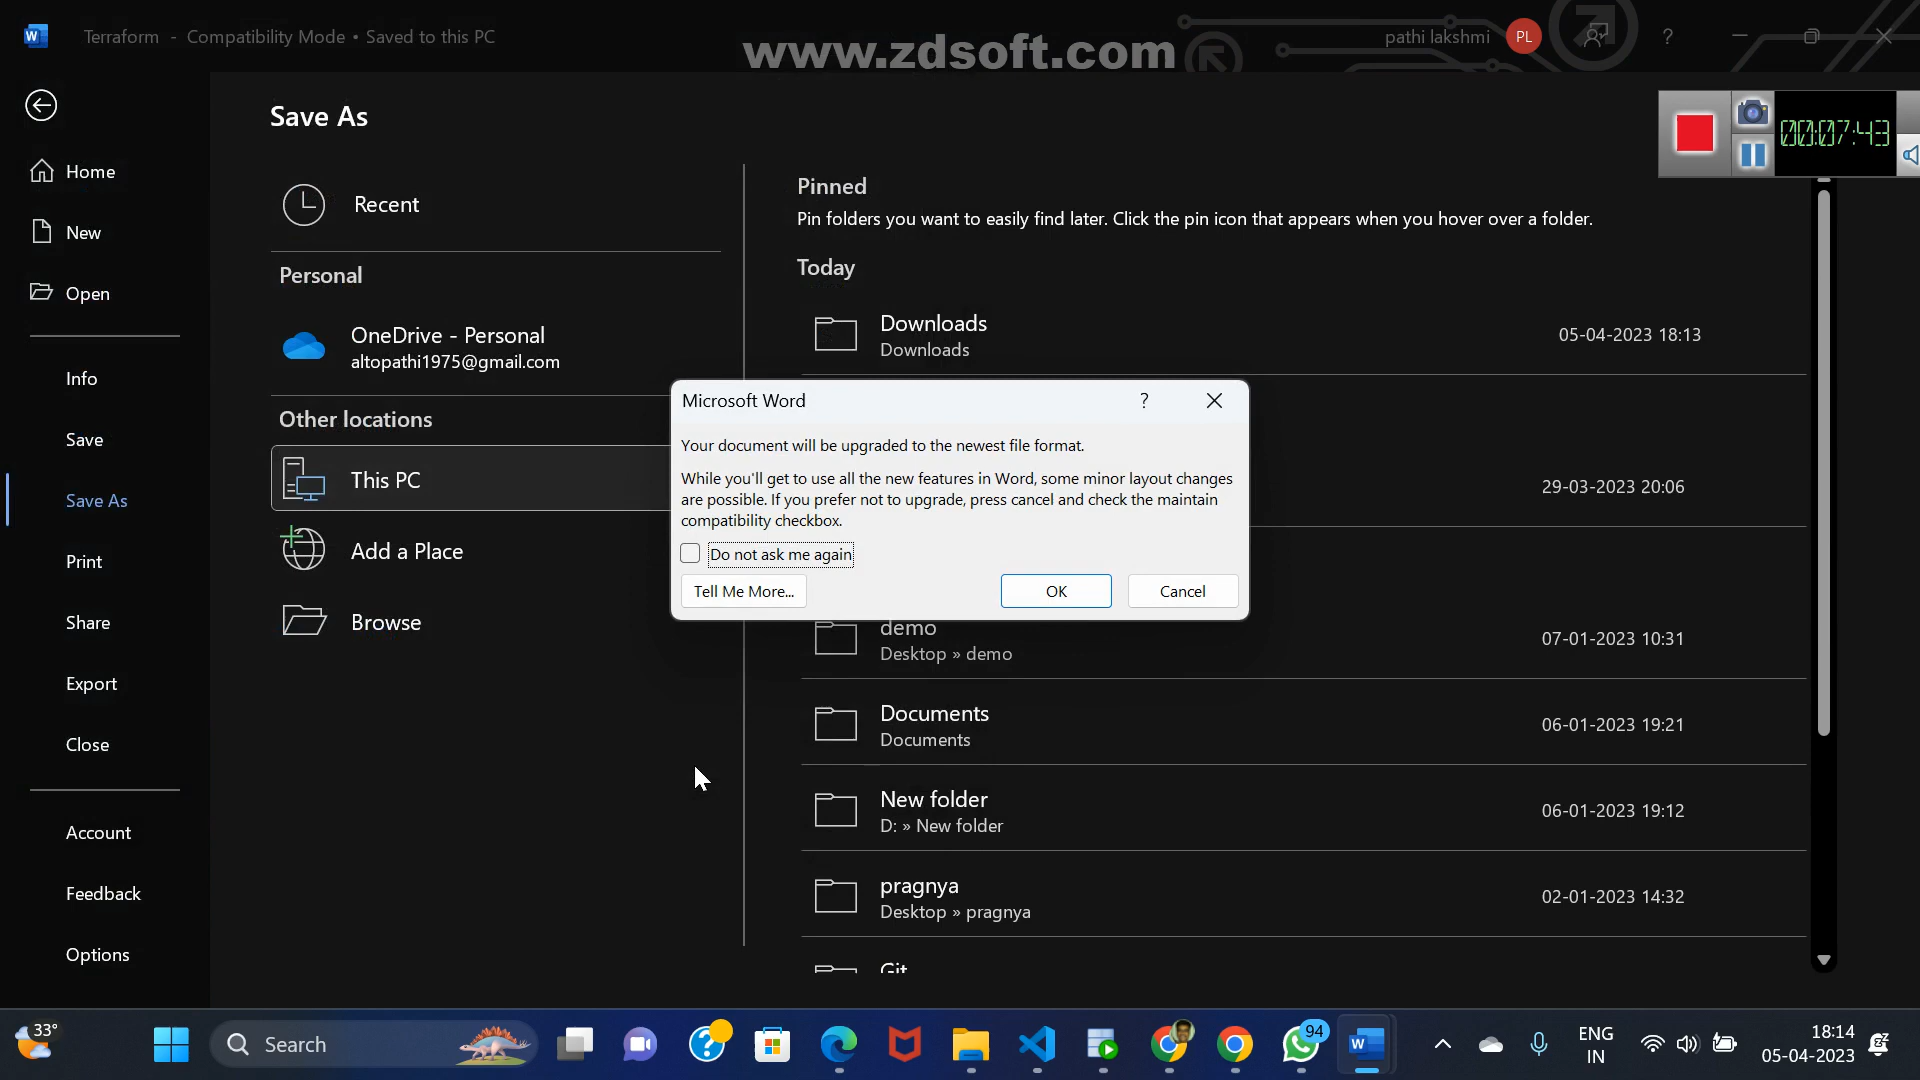 Terraform - Compatibility Mode • Saved to this PC
www.zdsoft.com
pathi lakshmi
PL
?
00:07:43
Save As
Home
New
Open
Info
Save
Save As
Print
Share
Export
Close
Account
Feedback
Options
Recent
Personal
OneDrive - Personal
altopathi1975@gmail.com
Other locations
This PC
Add a Place
Browse
Pinned
Pin folders you want to easily find later. Click the pin icon that appears when you hover over a folder.
Today
Downloads
Downloads
05-04-2023 18:13
29-03-2023 20:06
demo
Desktop » demo
07-01-2023 10:31
Documents
Documents
06-01-2023 19:21
New folder
D: » New folder
06-01-2023 19:12
pragnya
Desktop » pragnya
02-01-2023 14:32
Git
Microsoft Word
?
Your document will be upgraded to the newest file format.
While you'll get to use all the new features in Word, some minor layout changes
are possible. If you prefer not to upgrade, press cancel and check the maintain
compatibility checkbox.
Do not ask me again
Tell Me More...
OK
Cancel
33°
Search
94
ENG
IN
18:14
05-04-2023